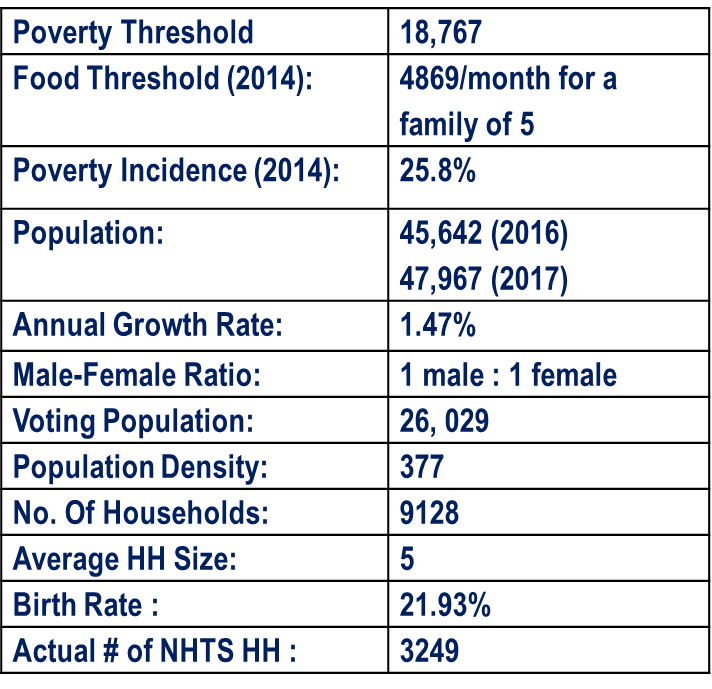 Poverty Threshold 18,767
Food Threshold (2014): 4869/month for a
family of 5
Poverty Incidence (2014): 25.8%
Population: 45,642 (2016)
47,967 (2017)
Annual Growth Rate: 1.47%
Male-Female Ratio: 1 male : 1 female
Voting Population: 26, 029
Population Density: 377
No. Of Households: 9128
Average HH Size: 5
Birth Rate : 21.93%
Actual # of NHTS HH : 3249